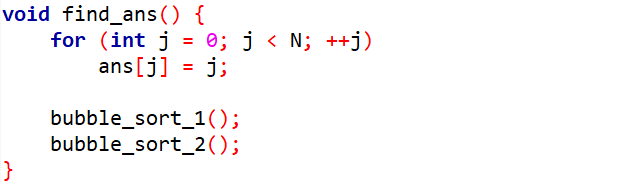 void find_ans() {
    for (int j = 0; j < N; ++j)
        ans[j] = j;

    bubble_sort_1();
    bubble_sort_2();
}